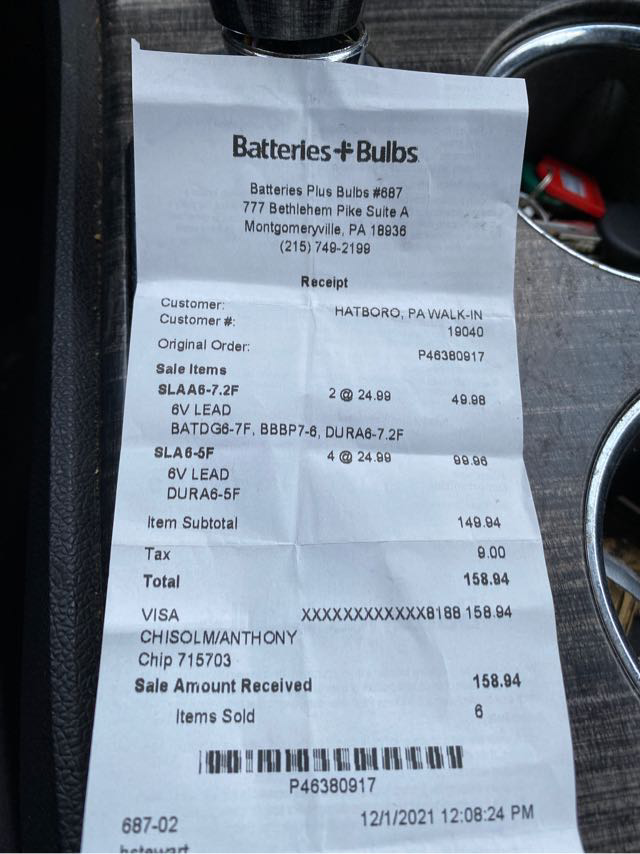 Batteries+Bulbs
Batteries Plus Bulbs #687
777 Bethlehem Pike Suite A
Montgomeryville, PA 18936
(215) 749-2199
Receipt
Customer: HATBORO, PA WALK-IN
Customer #: 19040
Original Order: P46380917
Sale Items
SLAA6-7.2F 2 @ 24.99 49.98
6V LEAD
BATDG6-7F, BBBP7-6, DURA6-7.2F
SLA6-5F 4 @ 24.99 99.96
6V LEAD
DURA6-5F
Item Subtotal 149.94
Tax 9.00
Total 158.94
VISA XXXXXXXXXXXX8188 158.94
CHISOLM/ANTHONY
Chip 715703
Sale Amount Received 158.94
Items Sold 6
P46380917
687-02 12/1/2021 12:08:24 PM
hstewart